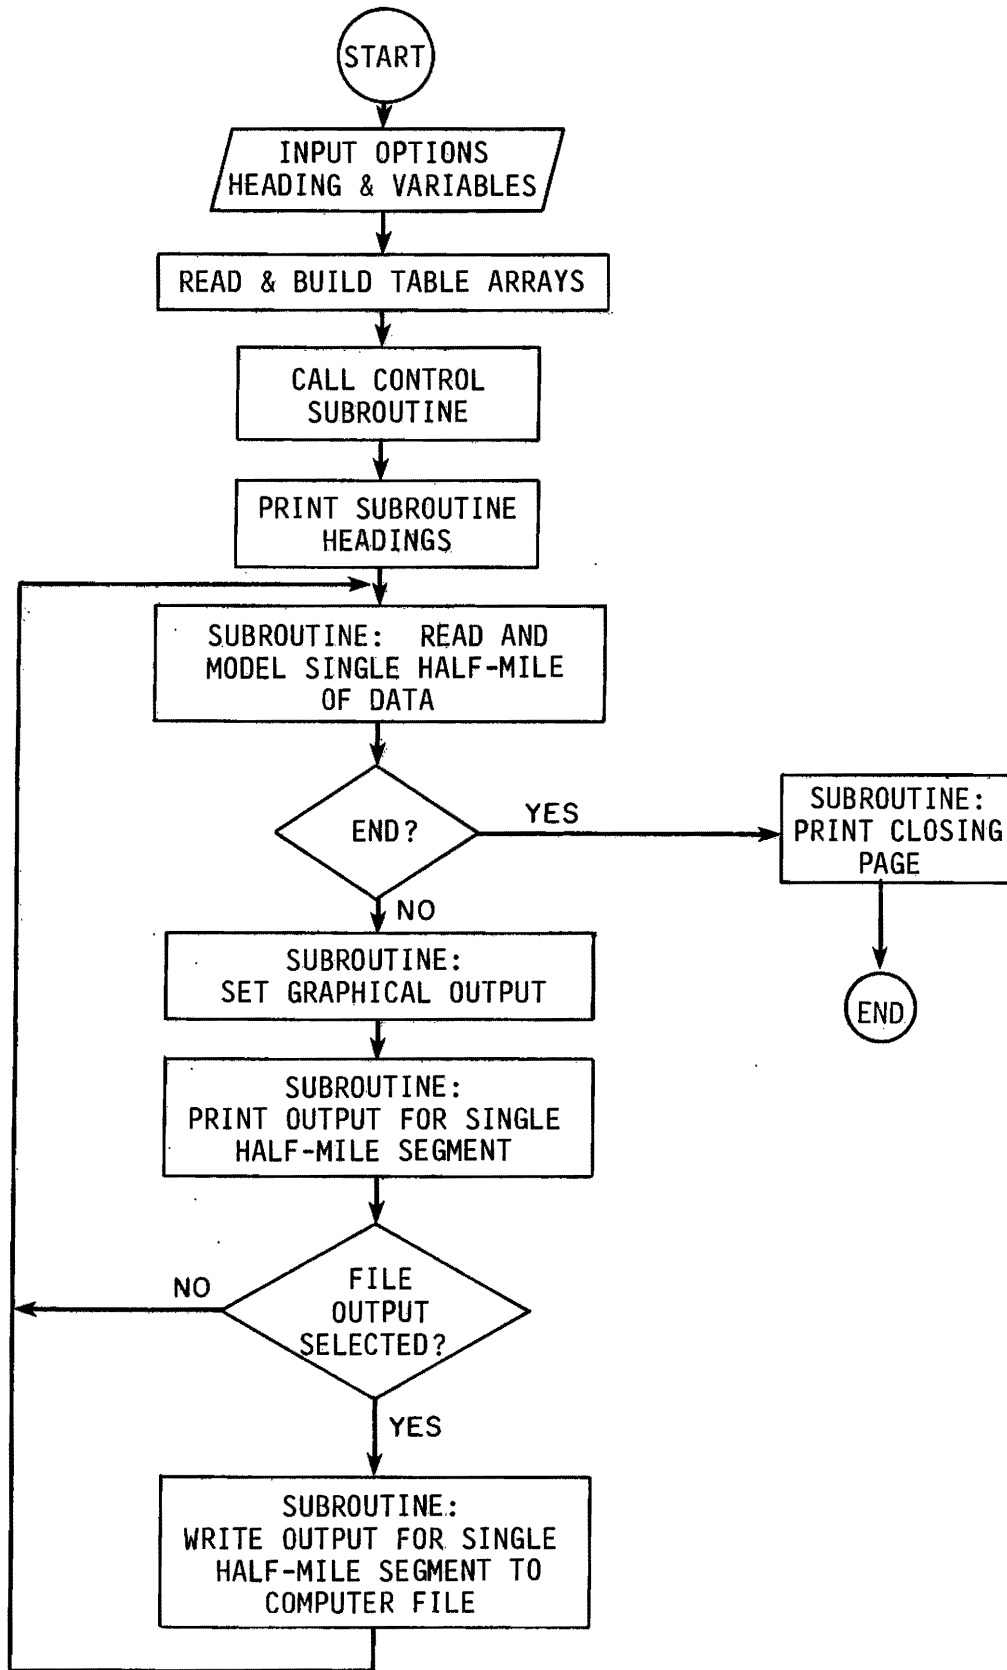 START
INPUT OPTIONS
HEADING & VARIABLES
READ & BUILD TABLE ARRAYS
CALL CONTROL
SUBROUTINE
PRINT SUBROUTINE
HEADINGS
SUBROUTINE: READ AND
MODEL SINGLE HALF-MILE
OF DATA
END?
YES
SUBROUTINE:
PRINT CLOSING
PAGE
END
NO
SUBROUTINE:
SET GRAPHICAL OUTPUT
SUBROUTINE:
PRINT OUTPUT FOR SINGLE
HALF-MILE SEGMENT
FILE
OUTPUT
SELECTED?
NO
YES
SUBROUTINE:
WRITE OUTPUT FOR SINGLE
HALF-MILE SEGMENT TO
COMPUTER FILE